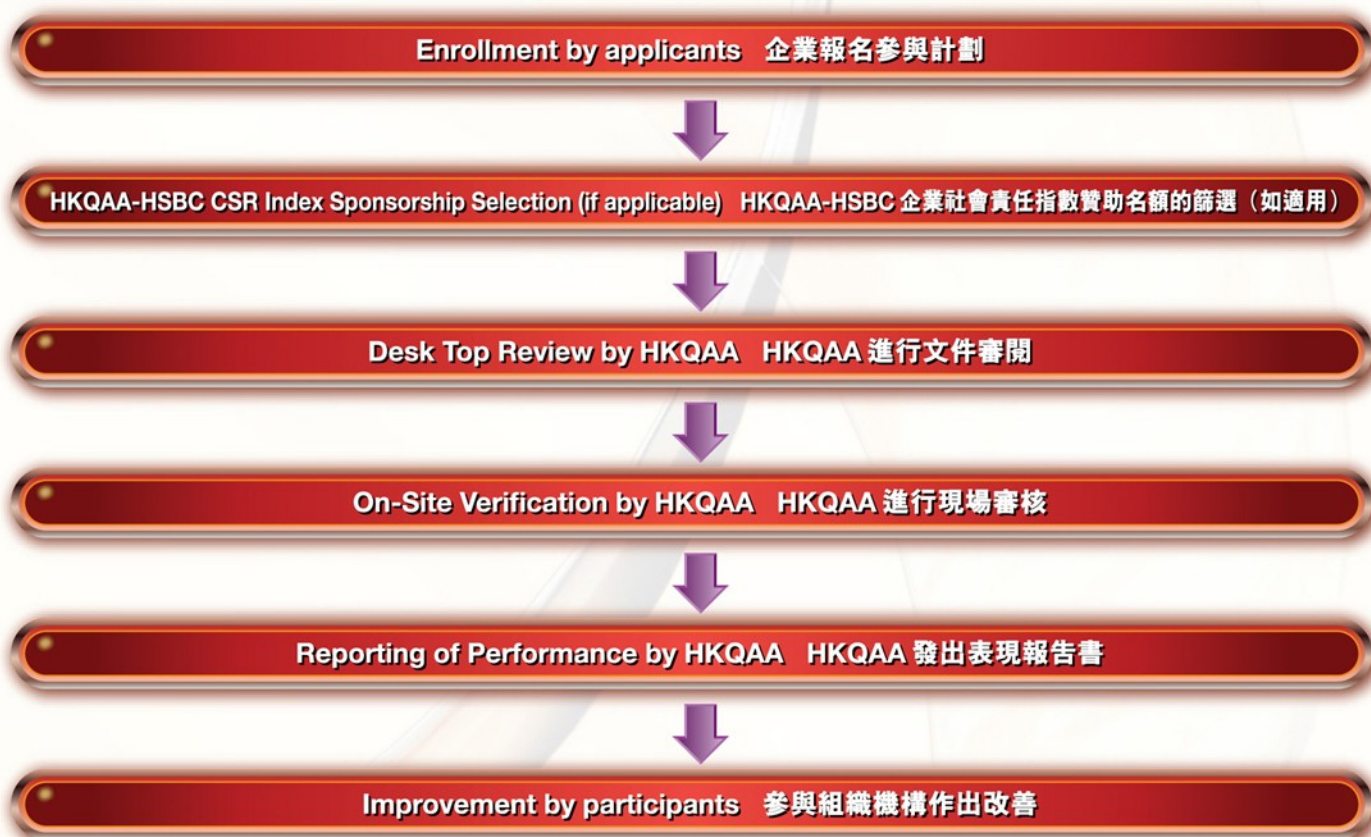 Enrollment by applicants 企業報名參與計劃
HKQAA-HSBC CSR Index Sponsorship Selection (if applicable) HKQAA-HSBC 企業社會責任指數贊助名額的篩選（如適用）
Desk Top Review by HKQAA HKQAA 進行文件審閱
On-Site Verification by HKQAA HKQAA 進行現場審核
Reporting of Performance by HKQAA HKQAA 發出表現報告書
Improvement by participants 參與組織機構作出改善